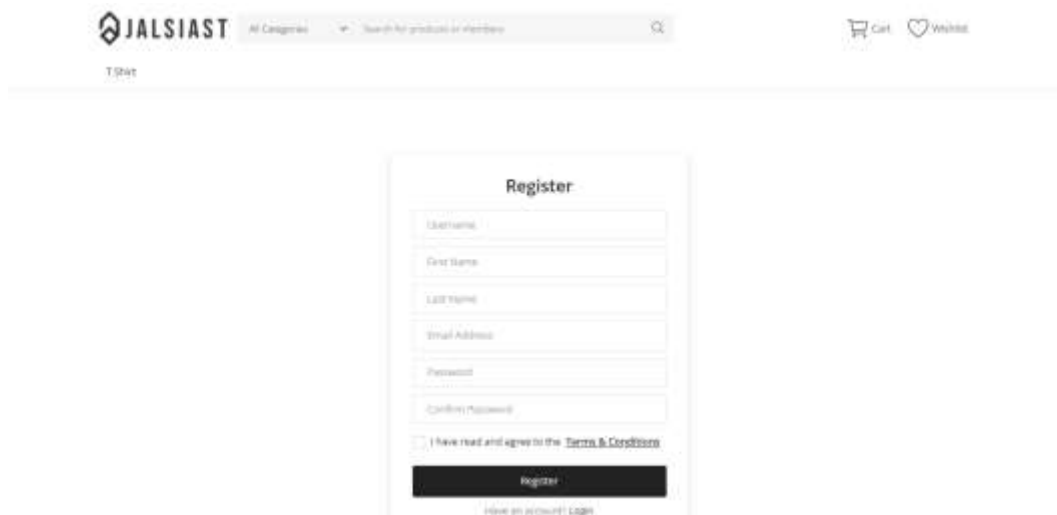 JALSIAST
All Categories
Search for products or members
Cart
Wishlist
T Shirt
Register
Username
First Name
Last Name
Email Address
Password
Confirm Password
I have read and agree to the Terms & Conditions
Register
Have an account? Login